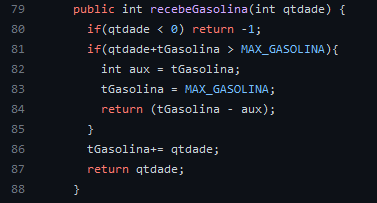 79 public int recebeGasolina(int qtdade) {
80 if(qtdade < 0) return -1;
81 if(qtdade+tGasolina > MAX_GASOLINA){
82 int aux = tGasolina;
83 tGasolina = MAX_GASOLINA;
84 return (tGasolina - aux);
85 }
86 tGasolina+= qtdade;
87 return qtdade;
88 }